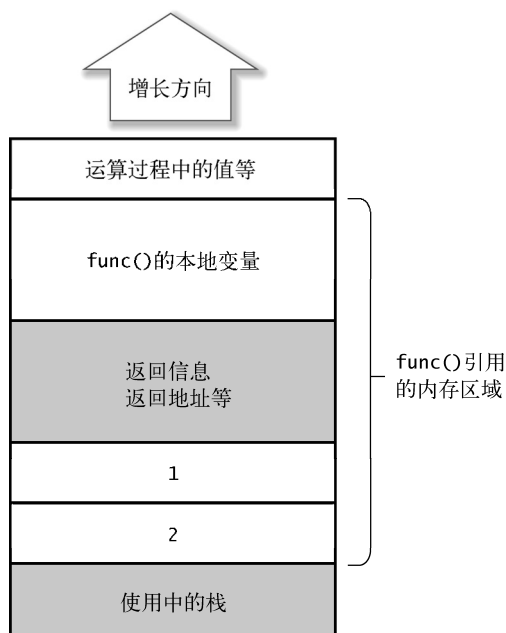 增长方向
运算过程中的值等
func()的本地变量
返回信息
返回地址等
func()引用
的内存区域
1
2
使用中的栈